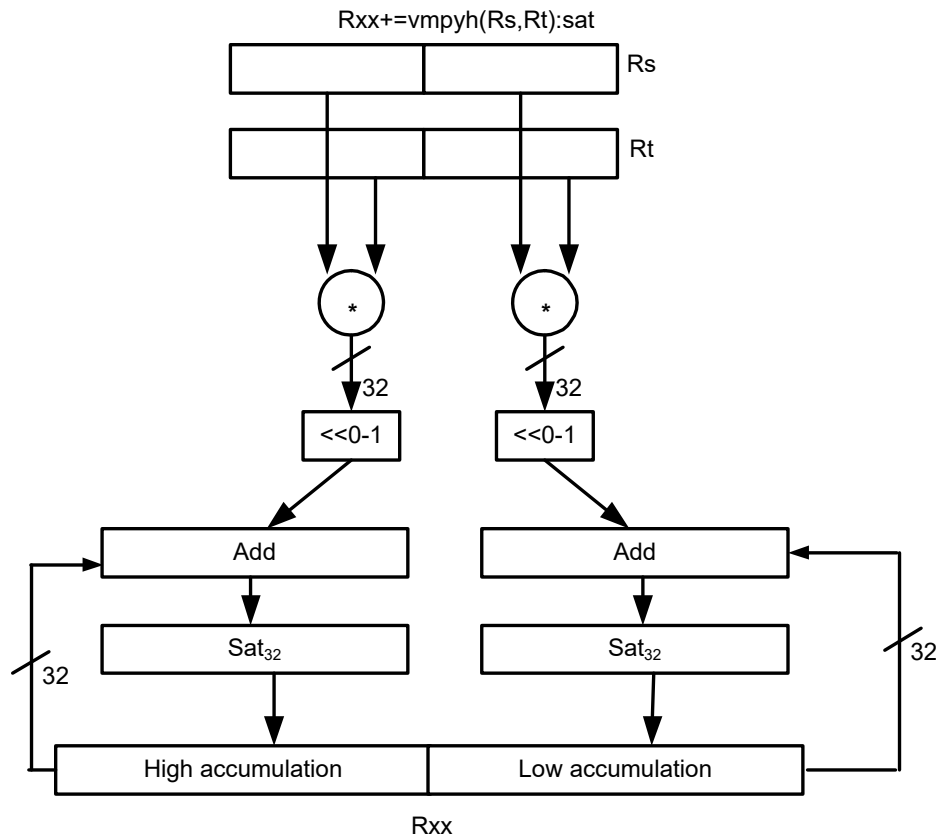 Rxx+=vmpyh(Rs,Rt):sat
Rs
Rt
* *
32 32
<<0-1 <<0-1
Add Add
Sat₃₂ Sat₃₂
32 32
High accumulation Low accumulation
Rxx